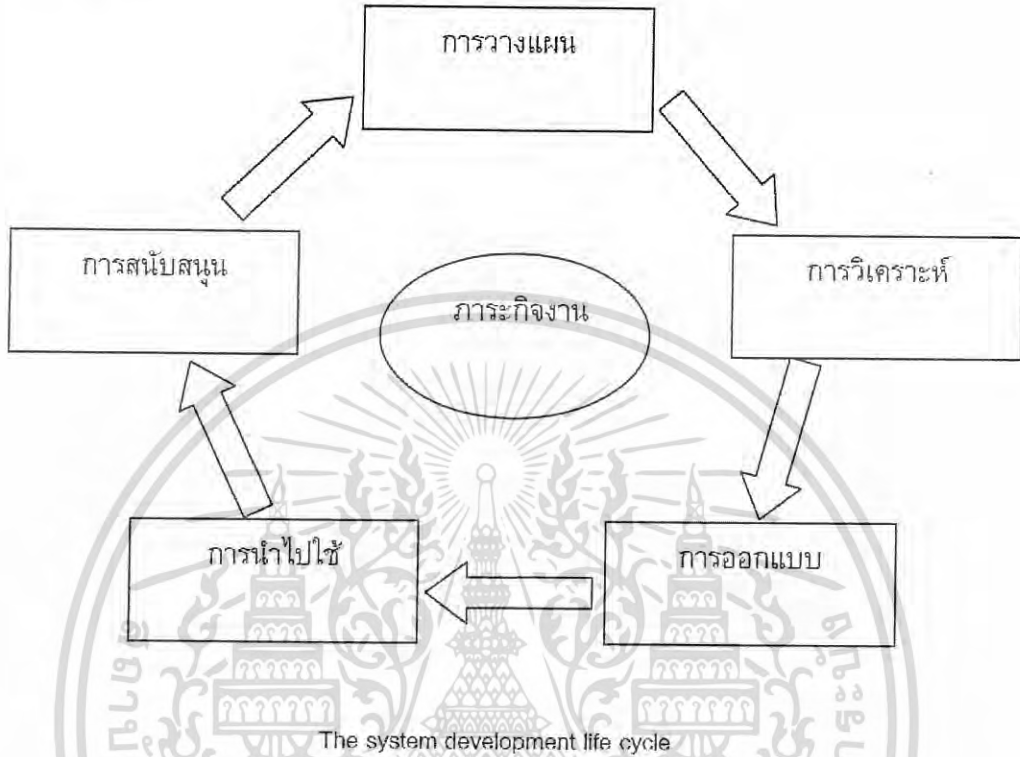 การวางแผน
การสนับสนุน
การวิเคราะห์
ภาระกิจงาน
การนำไปใช้
การออกแบบ
The system development life cycle